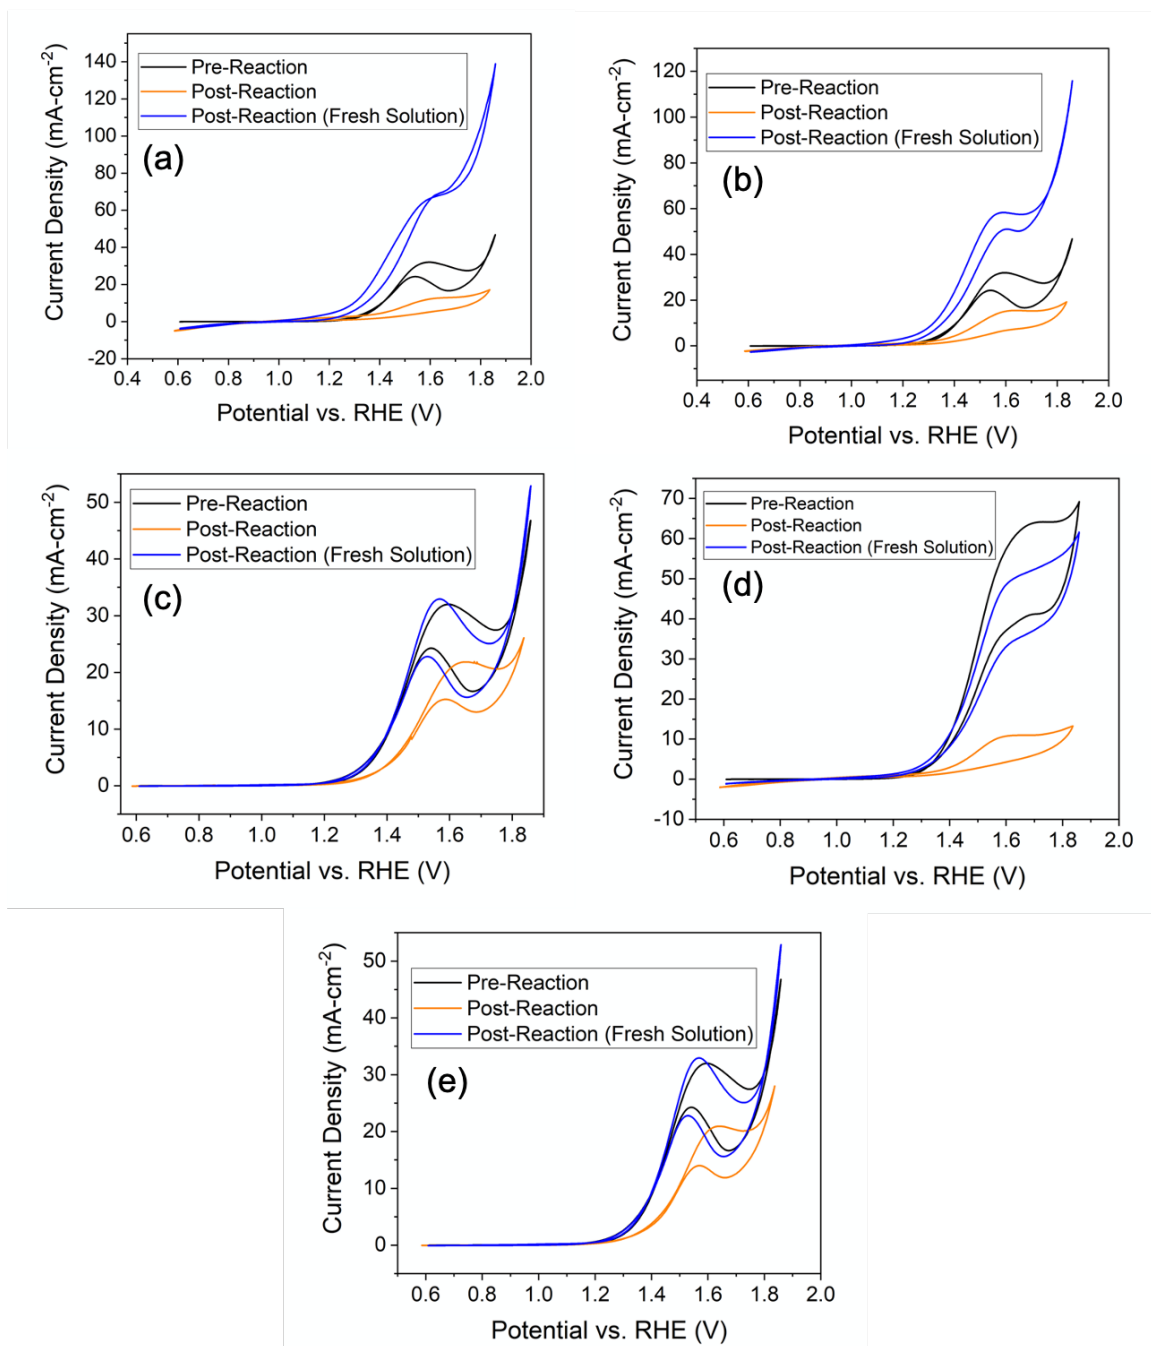 Current Density (mA-cm-2)
140
120
100
80
60
40
20
0
-20
Pre-Reaction
Post-Reaction
Post-Reaction (Fresh Solution)
(a)
0.4 0.6 0.8 1.0 1.2 1.4 1.6 1.8 2.0
Potential vs. RHE (V)
Current Density (mA-cm-2)
120
100
80
60
40
20
0
Pre-Reaction
Post-Reaction
Post-Reaction (Fresh Solution)
(b)
0.4 0.6 0.8 1.0 1.2 1.4 1.6 1.8 2.0
Potential vs. RHE (V)
Current Density (mA-cm-2)
50
40
30
20
10
0
Pre-Reaction
Post-Reaction
Post-Reaction (Fresh Solution)
(c)
0.6 0.8 1.0 1.2 1.4 1.6 1.8
Potential vs. RHE (V)
Current Density (mA-cm-2)
70
60
50
40
30
20
10
0
-10
Pre-Reaction
Post-Reaction
Post-Reaction (Fresh Solution)
(d)
0.6 0.8 1.0 1.2 1.4 1.6 1.8 2.0
Potential vs. RHE (V)
Current Density (mA-cm-2)
50
40
30
20
10
0
Pre-Reaction
Post-Reaction
Post-Reaction (Fresh Solution)
(e)
0.6 0.8 1.0 1.2 1.4 1.6 1.8 2.0
Potential vs. RHE (V)